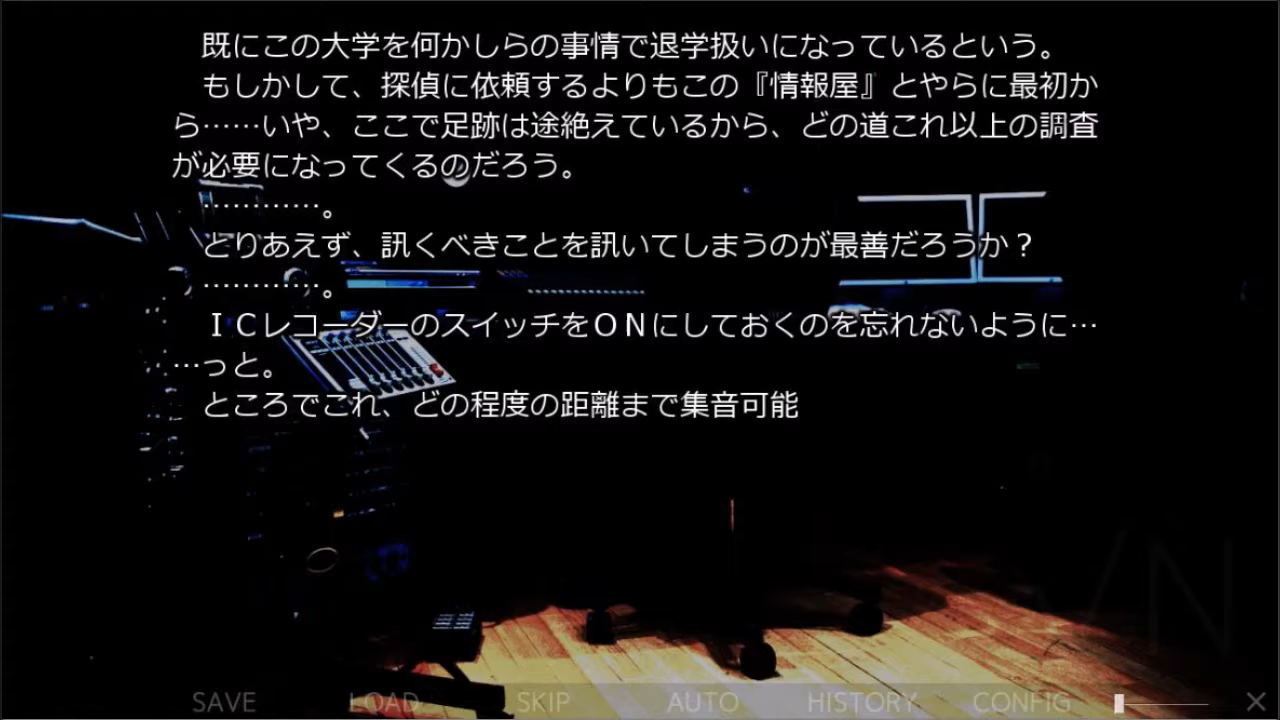 既にこの大学を何かしらの事情で退学扱いになっているという。
もしかして、探偵に依頼するよりもこの『情報屋』とやらに最初か
ら……いや、ここで足跡は途絶えているから、どの道これ以上の調査
が必要になってくるのだろう。
…………。
とりあえず、訊くべきことを訊いてしまうのが最善だろうか？
…………。
ＩＣレコーダーのスイッチをＯＮにしておくのを忘れないように…
…っと。
ところでこれ、どの程度の距離まで集音可能
SAVE LOAD SKIP AUTO HISTORY CONFIG ×